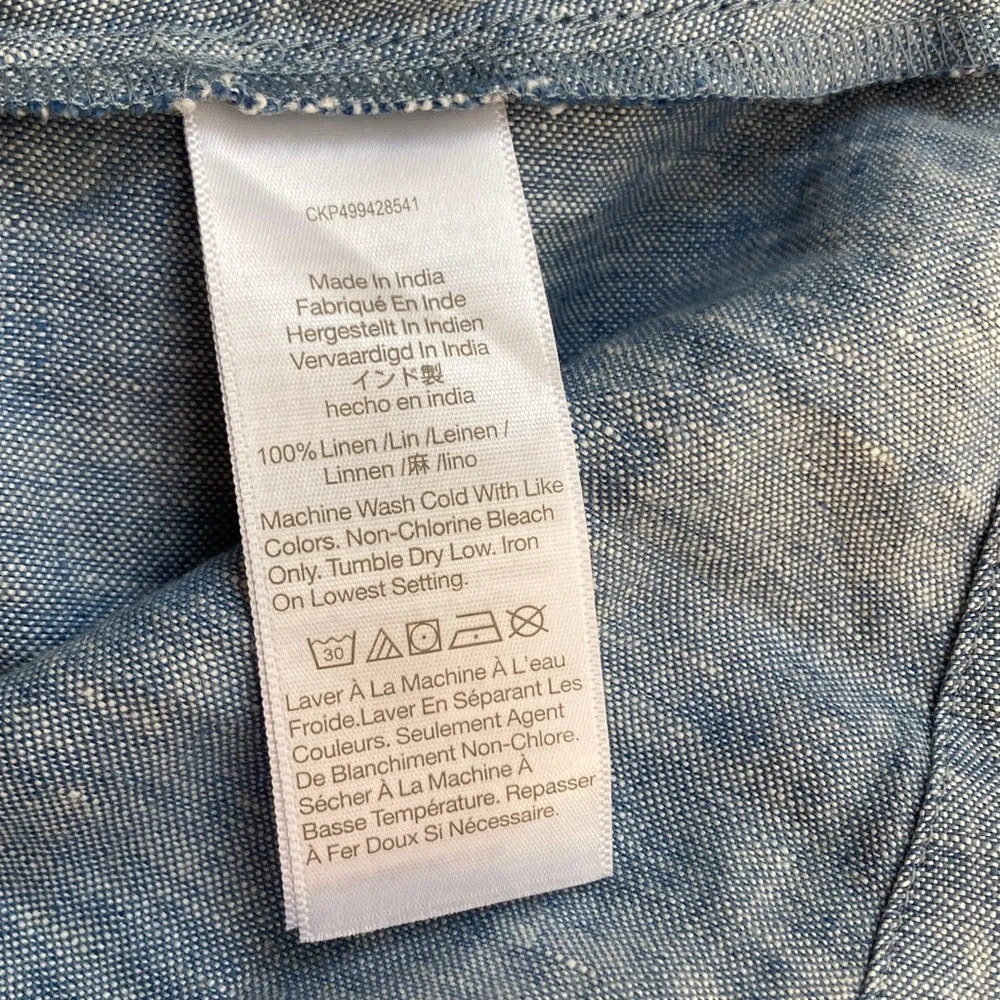 CKP499428541
Made In India
Fabriqué En Inde
Hergestellt In Indien
Vervaardigd In India
インド製
hecho en india
100% Linen /Lin /Leinen /
Linnen /麻 /lino
Machine Wash Cold With Like
Colors. Non-Chlorine Bleach
Only. Tumble Dry Low. Iron
On Lowest Setting.
30
Laver À La Machine À L'eau
Froide.Laver En Séparant Les
Couleurs. Seulement Agent
De Blanchiment Non-Chlore.
Sécher À La Machine À
Basse Température. Repasser
À Fer Doux Si Nécessaire.